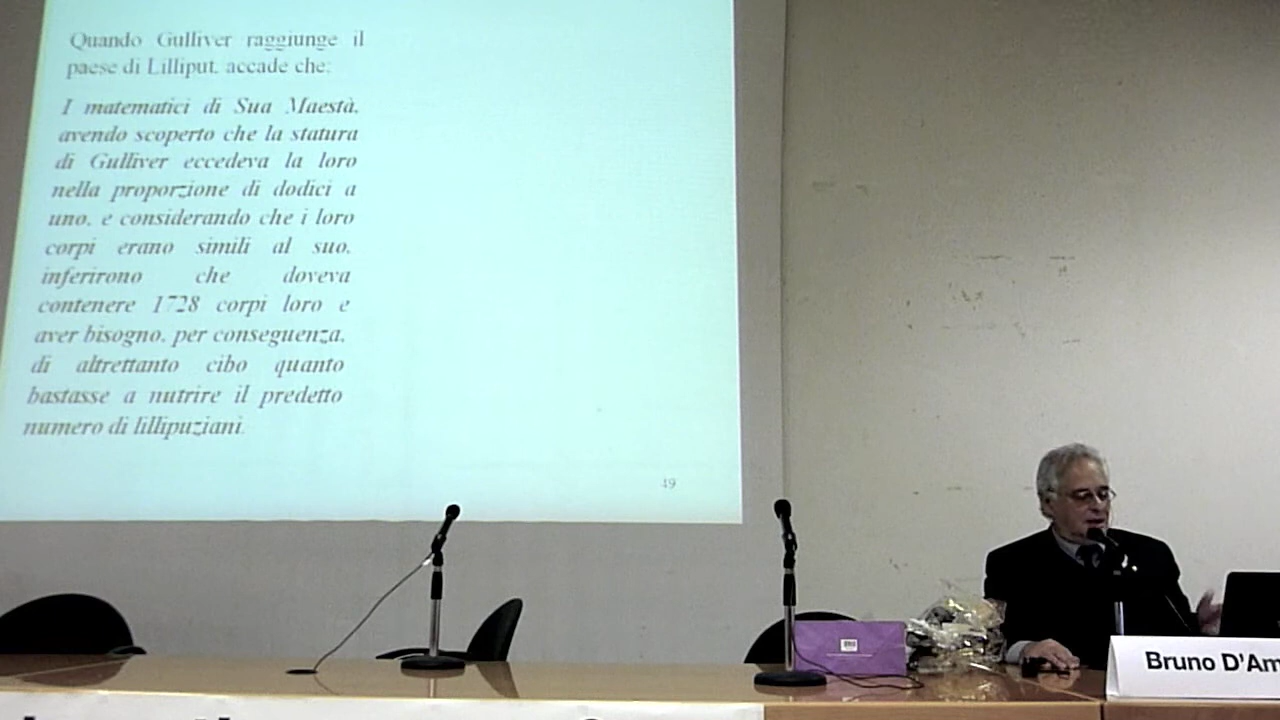 Quando Gulliver raggiunge il
paese di Lilliput, accade che:
I matematici di Sua Maestà,
avendo scoperto che la statura
di Gulliver eccedeva la loro
nella proporzione di dodici a
uno, e considerando che i loro
corpi erano simili al suo,
inferirono che doveva
contenere 1728 corpi loro e
aver bisogno, per conseguenza,
di altrettanto cibo quanto
bastasse a nutrire il predetto
numero di lillipuziani.
49
Bruno D'Am